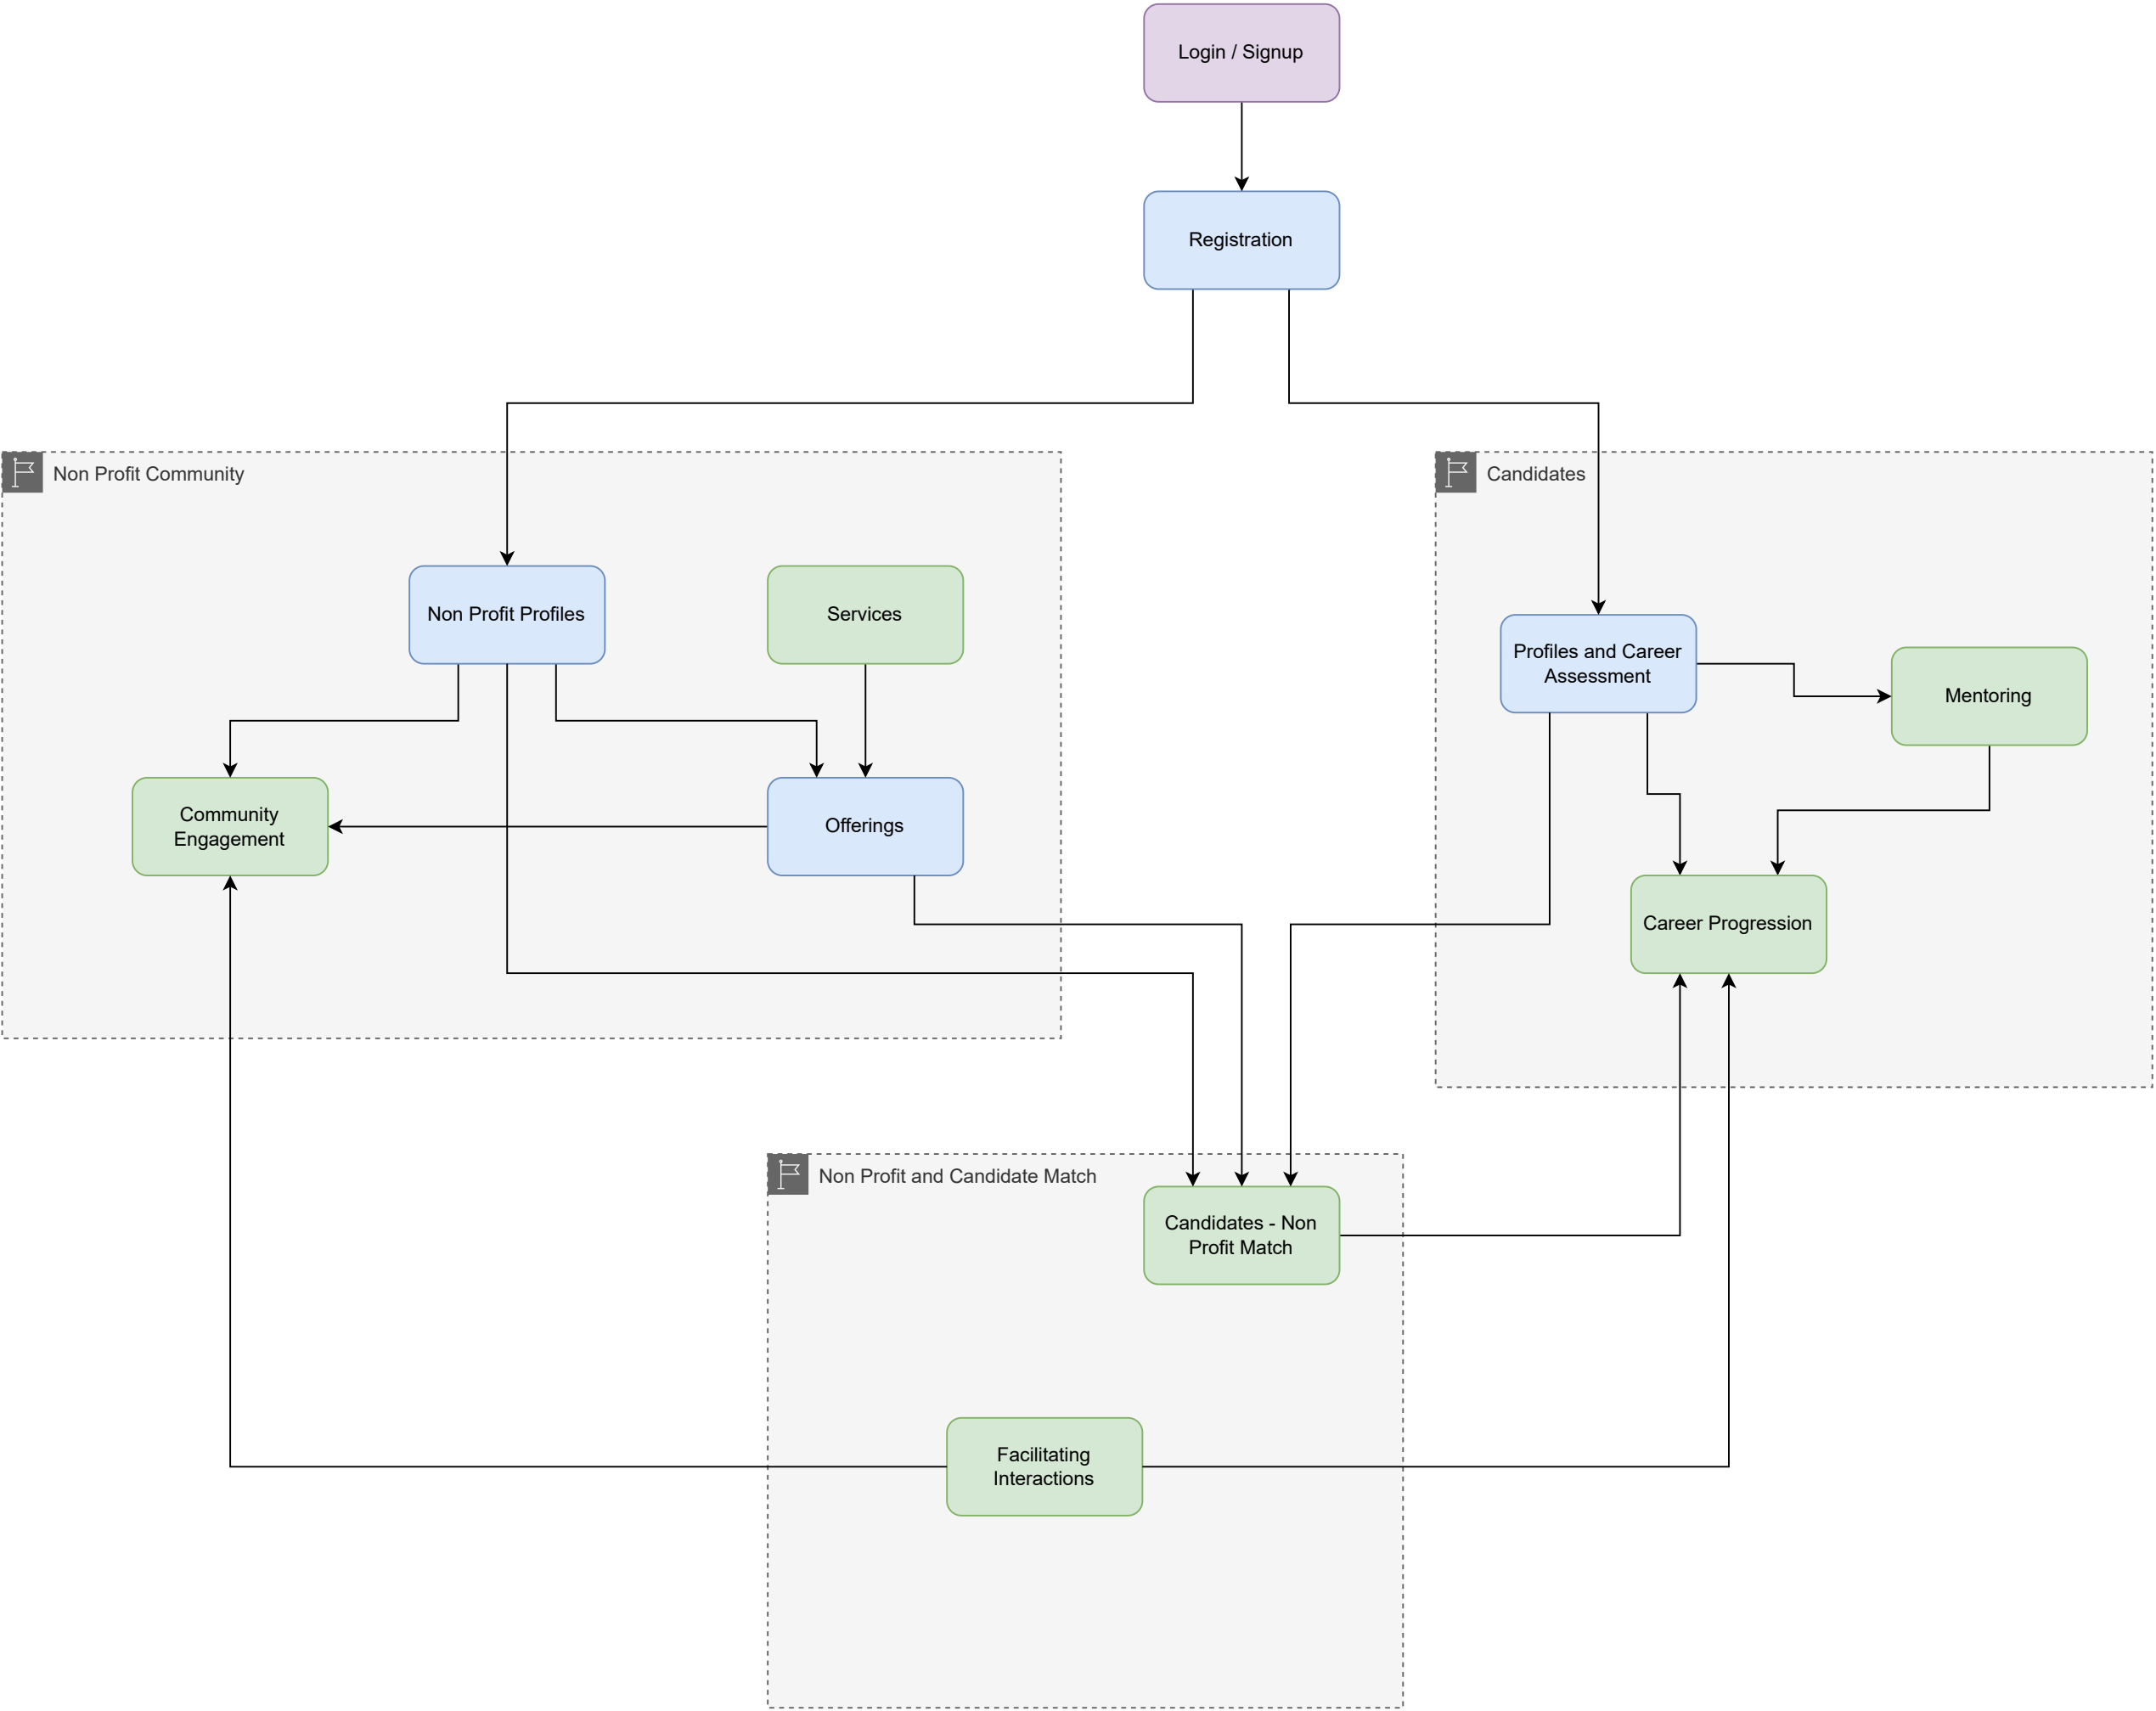 Login / Signup
Registration
Non Profit Community
Candidates
Non Profit Profiles
Services
Profiles and Career
Assessment
Mentoring
Community
Engagement
Offerings
Career Progression
Non Profit and Candidate Match
Candidates - Non
Profit Match
Facilitating
Interactions